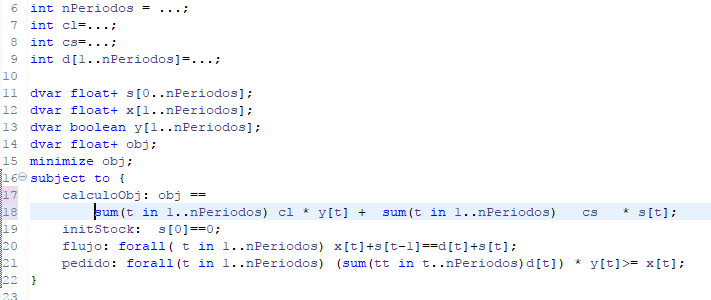 6 int nPeriodos = ...;
7 int cl=...;
8 int cs=...;
9 int d[1..nPeriodos]=...;
10
11 dvar float+ s[0..nPeriodos];
12 dvar float+ x[1..nPeriodos];
13 dvar boolean y[1..nPeriodos];
14 dvar float+ obj;
15 minimize obj;
16 subject to {
17 calculoObj: obj ==
18 sum(t in 1..nPeriodos) cl * y[t] + sum(t in 1..nPeriodos) cs * s[t];
19 initStock: s[0]==0;
20 flujo: forall( t in 1..nPeriodos) x[t]+s[t-1]==d[t]+s[t];
21 pedido: forall(t in 1..nPeriodos) (sum(tt in t..nPeriodos)d[t]) * y[t]>= x[t];
22 }
23